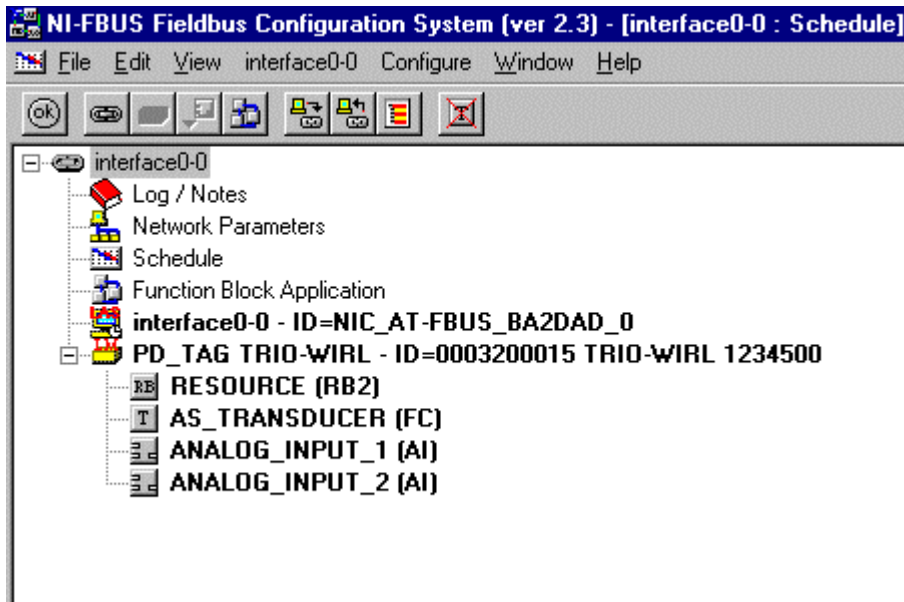 NI-FBUS Fieldbus Configuration System (ver 2.3) - [interface0-0 : Schedule]
File Edit View interface0-0 Configure Window Help
OK T
interface0-0
Log / Notes
Network Parameters
Schedule
Function Block Application
interface0-0 - ID=NIC_AT-FBUS_BA2DAD_0
PD_TAG TRIO-WIRL - ID=0003200015 TRIO-WIRL 1234500
RB RESOURCE (RB2)
T AS_TRANSDUCER (FC)
ANALOG_INPUT_1 (AI)
ANALOG_INPUT_2 (AI)